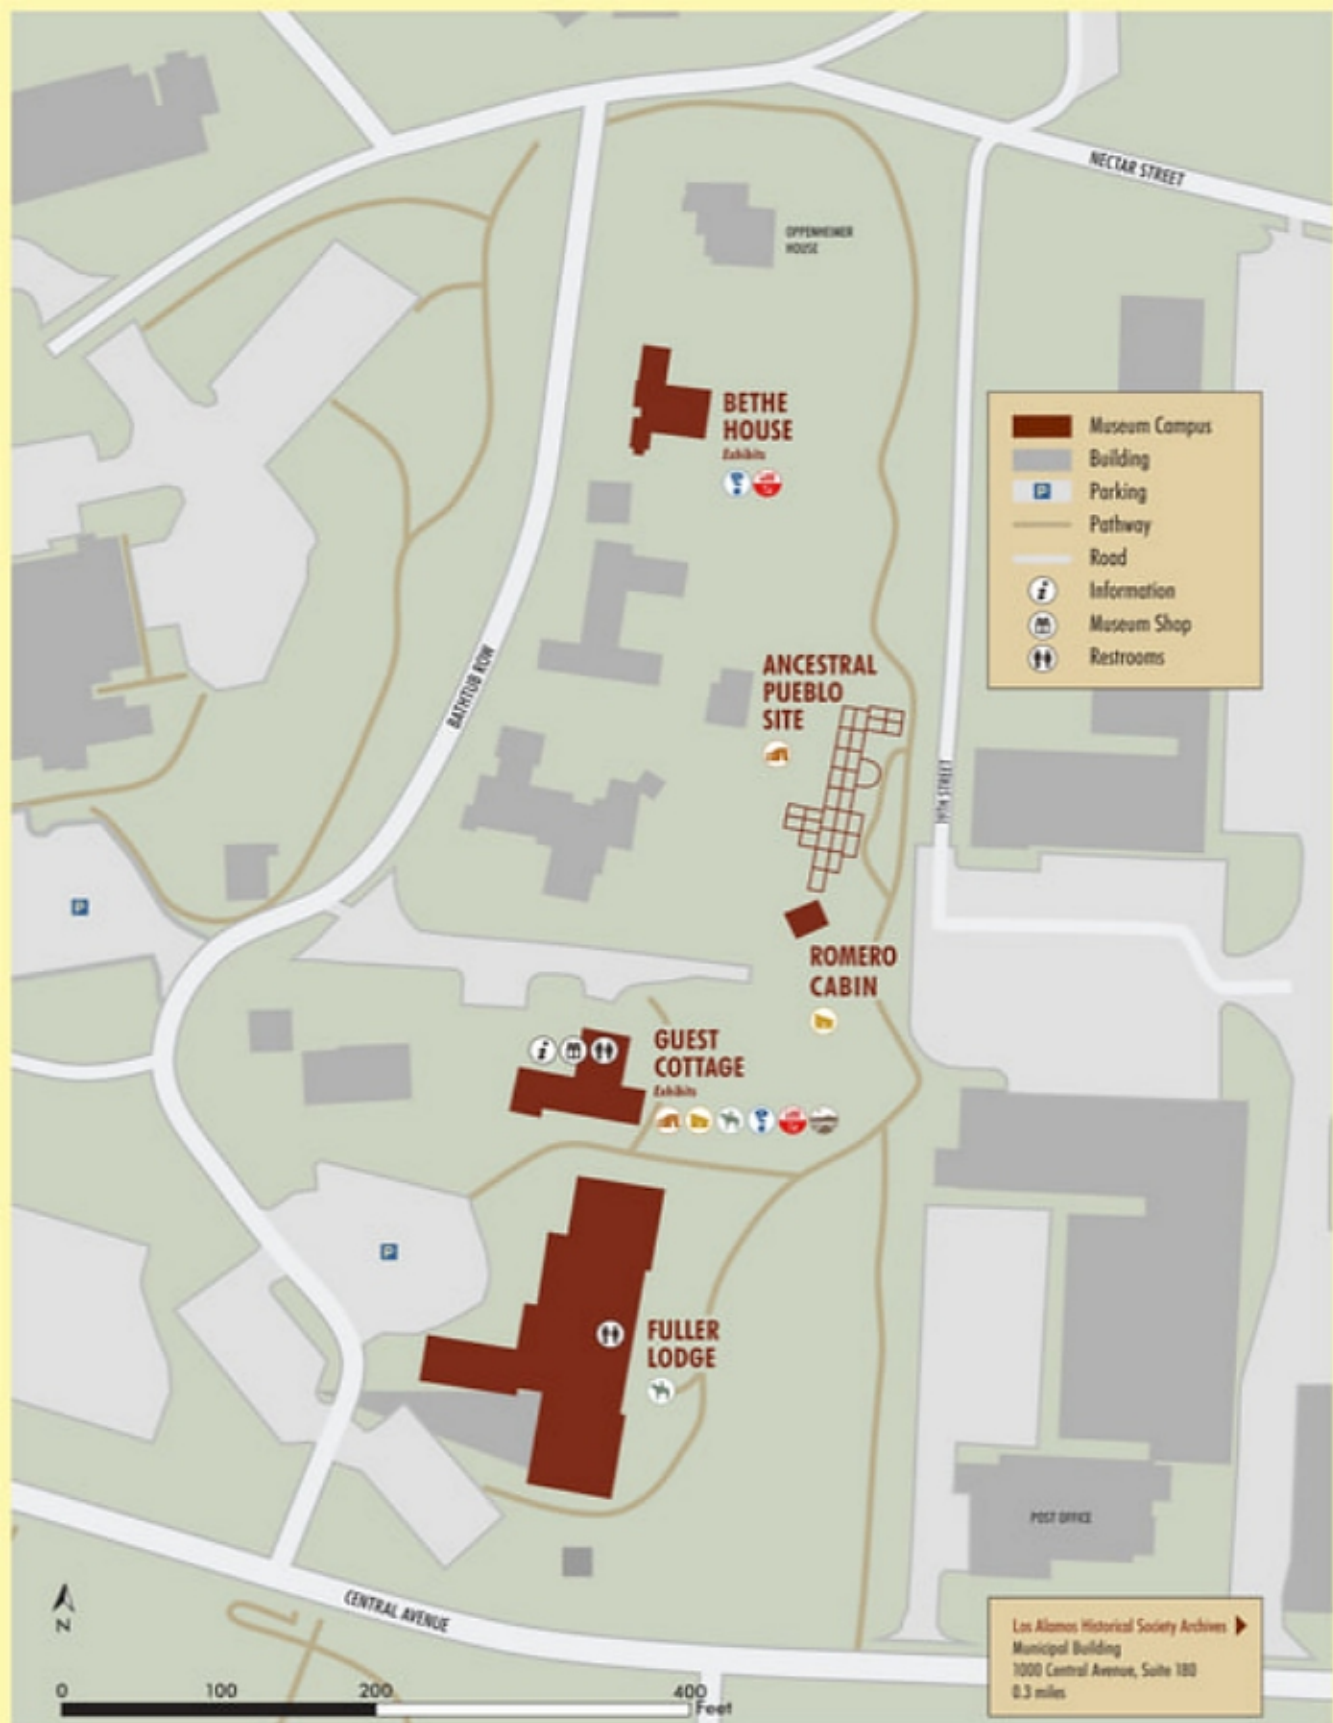 NECTAR STREET
OPPENHEIMER
HOUSE
BETHE
HOUSE
Exhibits
Museum Campus
Building
P
Parking
Pathway
Road
i
Information
Museum Shop
Restrooms
BATHTUB ROW
ANCESTRAL
PUEBLO
SITE
19TH STREET
P
ROMERO
CABIN
i
GUEST
COTTAGE
Exhibits
P
FULLER
LODGE
POST OFFICE
CENTRAL AVENUE
N
Los Alamos Historical Society Archives
Municipal Building
1000 Central Avenue, Suite 180
0.3 miles
0 100 200 400
Feet